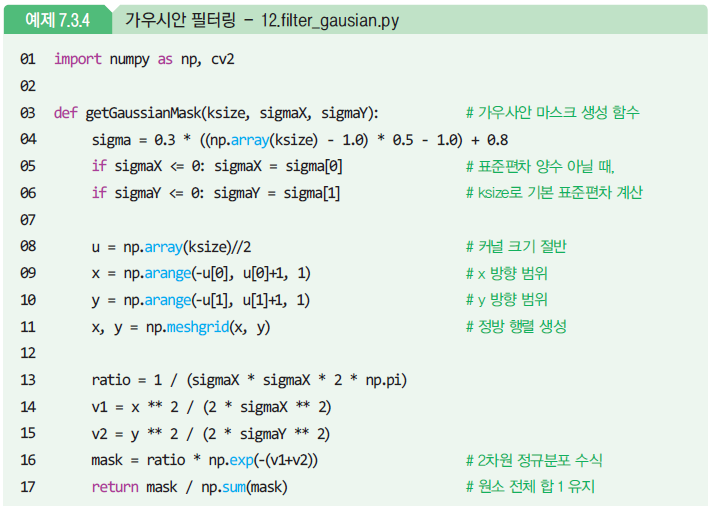 예제 7.3.4 가우시안 필터링 - 12.filter_gausian.py
01 import numpy as np, cv2
02
03 def getGaussianMask(ksize, sigmaX, sigmaY): # 가우시안 마스크 생성 함수
04 sigma = 0.3 * ((np.array(ksize) - 1.0) * 0.5 - 1.0) + 0.8
05 if sigmaX <= 0: sigmaX = sigma[0] # 표준편차 양수 아닐 때,
06 if sigmaY <= 0: sigmaY = sigma[1] # ksize로 기본 표준편차 계산
07
08 u = np.array(ksize)//2 # 커널 크기 절반
09 x = np.arange(-u[0], u[0]+1, 1) # x 방향 범위
10 y = np.arange(-u[1], u[1]+1, 1) # y 방향 범위
11 x, y = np.meshgrid(x, y) # 정방 행렬 생성
12
13 ratio = 1 / (sigmaX * sigmaX * 2 * np.pi)
14 v1 = x ** 2 / (2 * sigmaX ** 2)
15 v2 = y ** 2 / (2 * sigmaY ** 2)
16 mask = ratio * np.exp(-(v1+v2)) # 2차원 정규분포 수식
17 return mask / np.sum(mask) # 원소 전체 합 1 유지